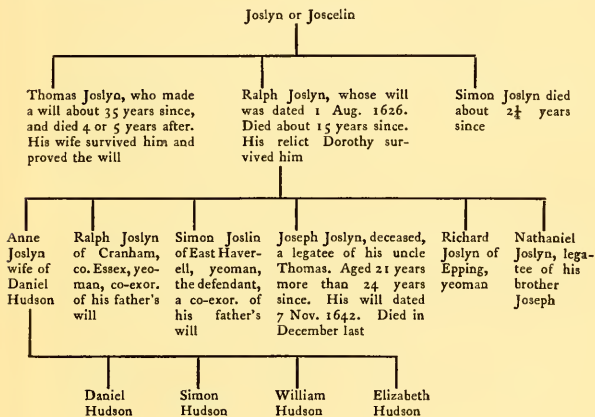 Joslyn or Joscelin
Thomas Joslyn, who made
a will about 35 years since,
and died 4 or 5 years after.
His wife survived him and
proved the will
Ralph Joslyn, whose will
was dated 1 Aug. 1626.
Died about 15 years since.
His relict Dorothy sur-
vived him
Simon Joslyn died
about 2¼ years
since
Anne
Joslyn
wife of
Daniel
Hudson
Ralph Joslyn
of Cranham,
co. Essex, yeo-
man, co-exor.
of his father's
will
Simon Joslin
of East Haver-
ell, yeoman,
the defendant,
a co-exor. of
his father's
will
Joseph Joslyn, deceased,
a legatee of his uncle
Thomas. Aged 21 years
more than 24 years
since. His will dated
7 Nov. 1642. Died in
December last
Richard
Joslyn of
Epping,
yeoman
Nathaniel
Joslyn, lega-
tee of his
brother
Joseph
Daniel
Hudson
Simon
Hudson
William
Hudson
Elizabeth
Hudson